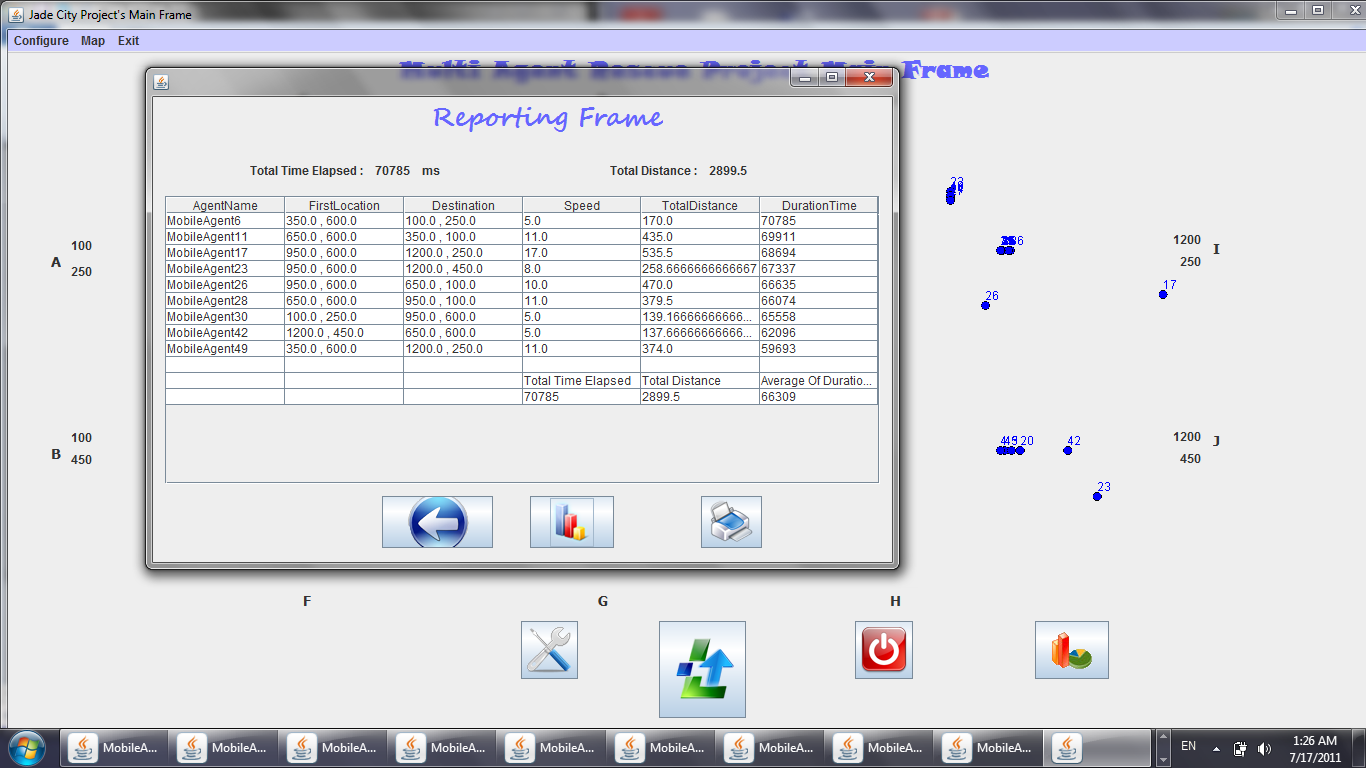 Jade City Project's Main Frame
Configure Map Exit
Multi Agent Rescue Project Main Frame
Reporting Frame
Total Time Elapsed : 70785 ms Total Distance : 2899.5
AgentName FirstLocation Destination Speed TotalDistance DurationTime
MobileAgent6 350.0 , 600.0 100.0 , 250.0 5.0 170.0 70785
MobileAgent11 650.0 , 600.0 350.0 , 100.0 11.0 435.0 69911
MobileAgent17 950.0 , 600.0 1200.0 , 250.0 17.0 535.5 68694
MobileAgent23 950.0 , 600.0 1200.0 , 450.0 8.0 258.6666666666667 67337
MobileAgent26 950.0 , 600.0 650.0 , 100.0 10.0 470.0 66635
MobileAgent28 650.0 , 600.0 950.0 , 100.0 11.0 379.5 66074
MobileAgent30 100.0 , 250.0 950.0 , 600.0 5.0 139.16666666666... 65558
MobileAgent42 1200.0 , 450.0 650.0 , 600.0 5.0 137.66666666666... 62096
MobileAgent49 350.0 , 600.0 1200.0 , 250.0 11.0 374.0 59693
Total Time Elapsed Total Distance Average Of Duratio...
70785 2899.5 66309
A 100
250
B 100
450
23
1200
250 I
17
26
1200
450 J
20 42
23
F G H
MobileA... MobileA... MobileA... MobileA... MobileA... MobileA... MobileA... MobileA... MobileA...
EN
1:26 AM
7/17/2011